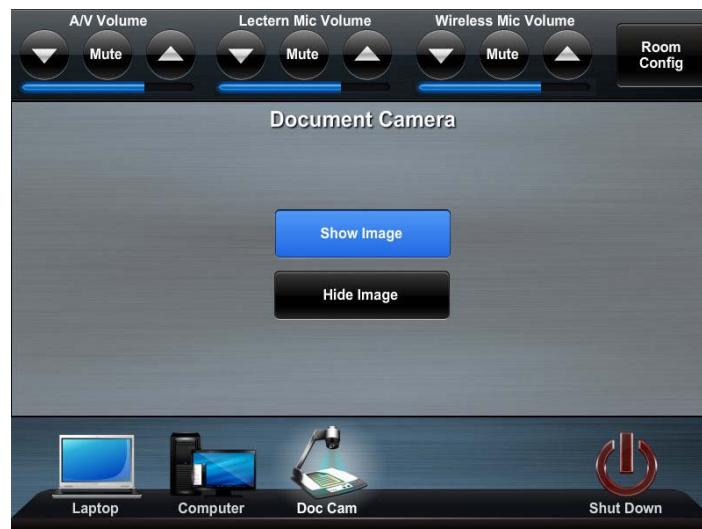 A/V Volume
Lectern Mic Volume
Wireless Mic Volume
Mute
Mute
Mute
Room
Config
Document Camera
Show Image
Hide Image
Laptop
Computer
Doc Cam
Shut Down